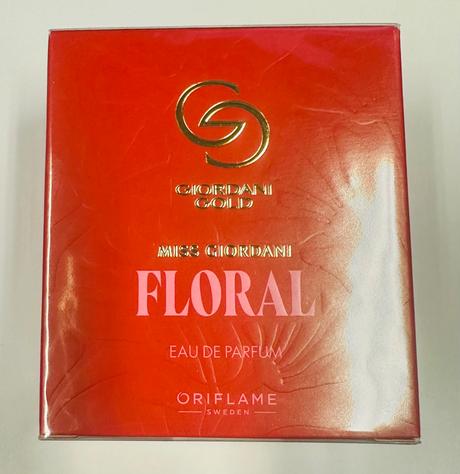 GIORDANI
GOLD
MISS GIORDANI
FLORAL
EAU DE PARFUM
ORIFLAME
SWEDEN